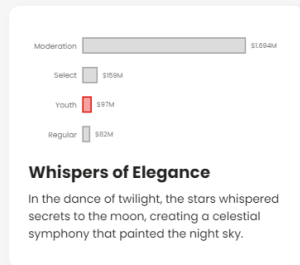 Moderation $1.694M
Select $159M
Youth $97M
Regular $82M
Whispers of Elegance
In the dance of twilight, the stars whispered
secrets to the moon, creating a celestial
symphony that painted the night sky.